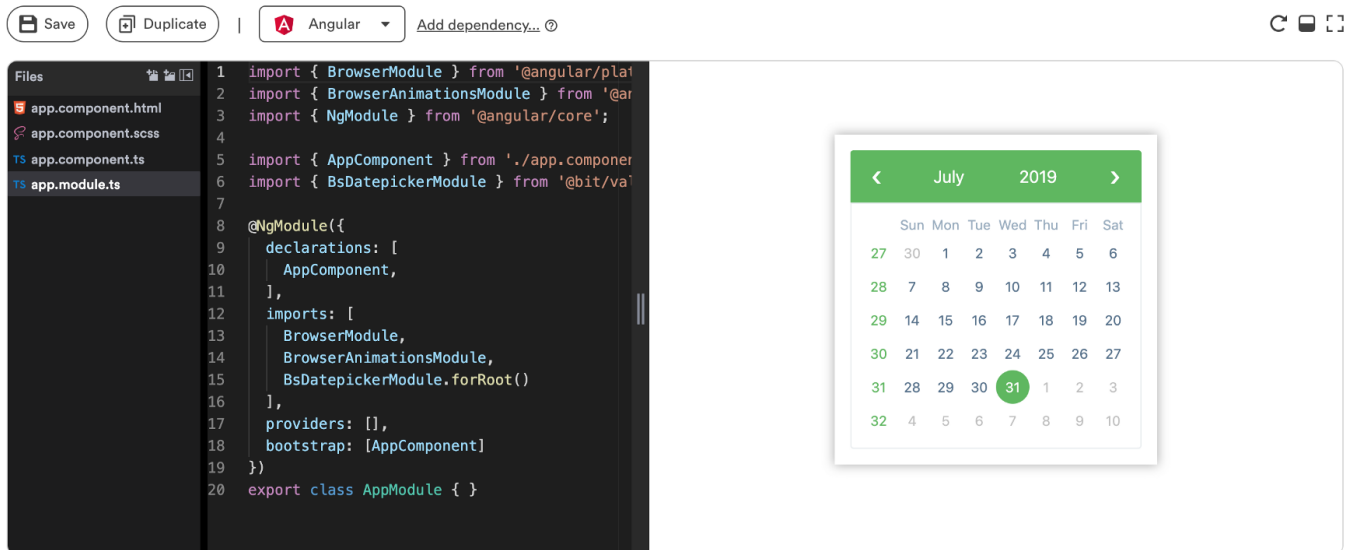 Save Duplicate | Angular Add dependency...
Files
app.component.html
app.component.scss
TS app.component.ts
TS app.module.ts
1 import { BrowserModule } from '@angular/plat
2 import { BrowserAnimationsModule } from '@an
3 import { NgModule } from '@angular/core';
4
5 import { AppComponent } from './app.componen
6 import { BsDatepickerModule } from '@bit/val
7
8 @NgModule({
9 declarations: [
10 AppComponent,
11 ],
12 imports: [
13 BrowserModule,
14 BrowserAnimationsModule,
15 BsDatepickerModule.forRoot()
16 ],
17 providers: [],
18 bootstrap: [AppComponent]
19 })
20 export class AppModule { }
July 2019
Sun Mon Tue Wed Thu Fri Sat
27 30 1 2 3 4 5 6
28 7 8 9 10 11 12 13
29 14 15 16 17 18 19 20
30 21 22 23 24 25 26 27
31 28 29 30 31 1 2 3
32 4 5 6 7 8 9 10